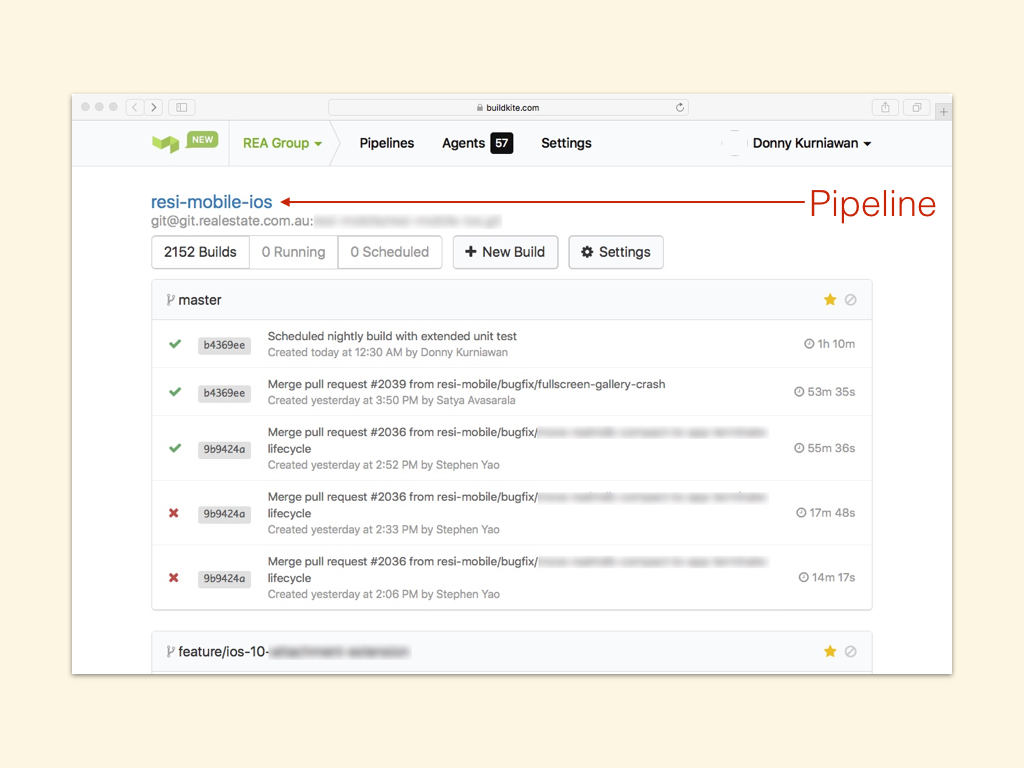 buildkite.com
NEW
REA Group
Pipelines
Agents 57
Settings
Donny Kurniawan
resi-mobile-ios
Pipeline
git@git.realestate.com.au:
2152 Builds
0 Running
0 Scheduled
New Build
Settings
master
b4369ee
Scheduled nightly build with extended unit test
Created today at 12:30 AM by Donny Kurniawan
1h 10m
b4369ee
Merge pull request #2039 from resi-mobile/bugfix/fullscreen-gallery-crash
Created yesterday at 3:50 PM by Satya Avasarala
53m 35s
9b9424a
Merge pull request #2036 from resi-mobile/bugfix/
lifecycle
Created yesterday at 2:52 PM by Stephen Yao
55m 36s
9b9424a
Merge pull request #2036 from resi-mobile/bugfix/
lifecycle
Created yesterday at 2:33 PM by Stephen Yao
17m 48s
9b9424a
Merge pull request #2036 from resi-mobile/bugfix/
lifecycle
Created yesterday at 2:06 PM by Stephen Yao
14m 17s
feature/ios-10-